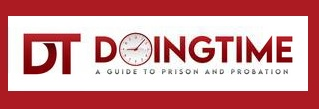 DT DOINGTIME
A GUIDE TO PRISON AND PROBATION